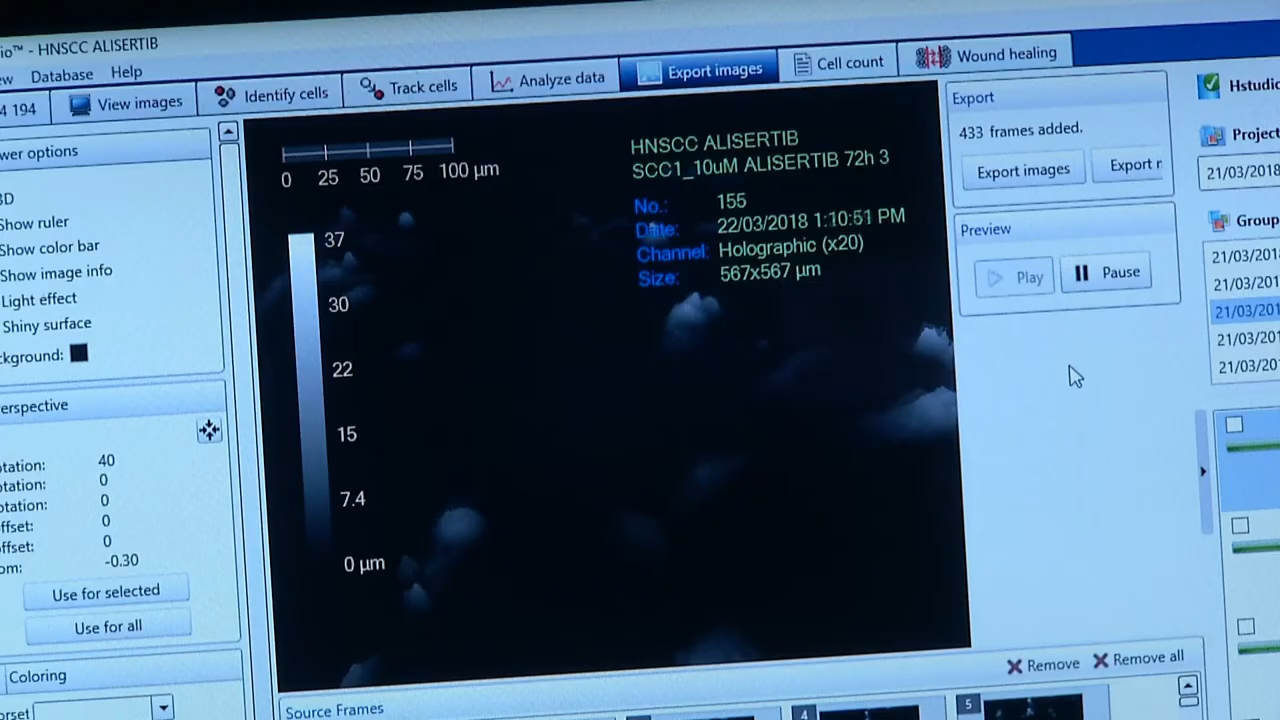 io™ - HNSCC ALISERTIB
ew Database Help
4 194 View images Identify cells Track cells Analyze data Export images Cell count Wound healing
wer options
3D
Show ruler
Show color bar
Show image info
Light effect
Shiny surface
ckground:
erspective
otation: 40
otation: 0
otation: 0
offset: 0
offset: 0
om: -0.30
Use for selected
Use for all
Coloring
orset
0 25 50 75 100 µm
37
30
22
15
7.4
0 µm
HNSCC ALISERTIB
SCC1_10uM ALISERTIB 72h 3
No.: 155
Date: 22/03/2018 1:10:51 PM
Channel: Holographic (x20)
Size: 567x567 µm
Export
433 frames added.
Export images Export r
Preview
Play Pause
Remove Remove all
Source Frames
4 5
Hstudio
Project
21/03/2018
Group
21/03/2018
21/03/201
21/03/201
21/03/20
21/03/20